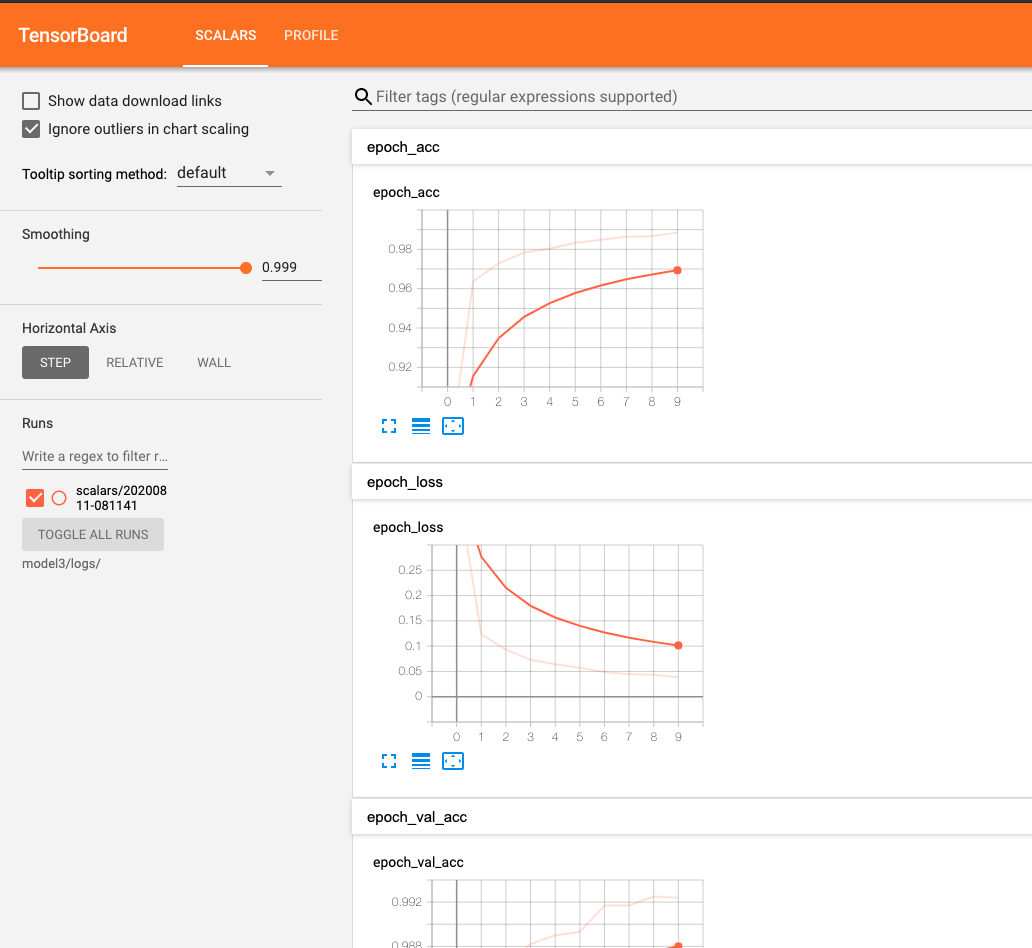 TensorBoard
SCALARS PROFILE
Show data download links
Ignore outliers in chart scaling
Tooltip sorting method: default
Smoothing
0.999
Horizontal Axis
STEP RELATIVE WALL
Runs
Write a regex to filter r...
scalars/202008
11-081141
TOGGLE ALL RUNS
model3/logs/
Filter tags (regular expressions supported)
epoch_acc
epoch_acc
0.98
0.96
0.94
0.92
0 1 2 3 4 5 6 7 8 9
epoch_loss
epoch_loss
0.25
0.2
0.15
0.1
0.05
0
0 1 2 3 4 5 6 7 8 9
epoch_val_acc
epoch_val_acc
0.992
0.988